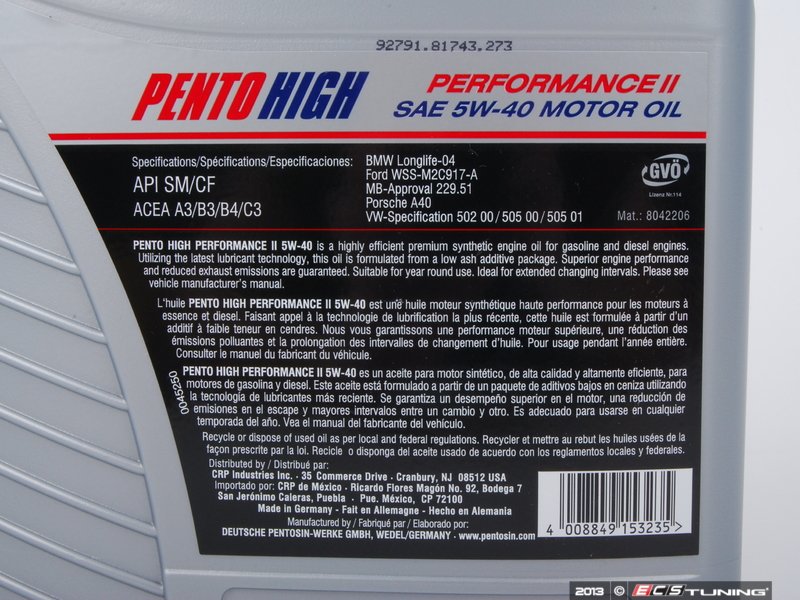 92791.81743.273
PENTO HIGH PERFORMANCE II
SAE 5W-40 MOTOR OIL
Specifications/Spécifications/Especificaciones:
API SM/CF
ACEA A3/B3/B4/C3
BMW Longlife-04
Ford WSS-M2C917-A
MB-Approval 229.51
Porsche A40
VW-Specification 502 00/505 00/505 01
GVÖ
Lizenz Nr.114
Mat.: 8042206
PENTO HIGH PERFORMANCE II 5W-40 is a highly efficient premium synthetic engine oil for gasoline and diesel engines.
Utilizing the latest lubricant technology, this oil is formulated from a low ash additive package. Superior engine performance
and reduced exhaust emissions are guaranteed. Suitable for year round use. Ideal for extended changing intervals. Please see
vehicle manufacturer's manual.
L'huile PENTO HIGH PERFORMANCE II 5W-40 est une huile moteur synthétique haute performance pour les moteurs à
essence et diesel. Faisant appel à la technologie de lubrification la plus récente, cette huile est formulée à partir d'un
additif à faible teneur en cendres. Nous vous garantissons une performance moteur supérieure, une réduction des
émissions polluantes et la prolongation des intervalles de changement d'huile. Pour usage pendant l'année entière.
Consulter le manuel du fabricant du véhicule.
PENTO HIGH PERFORMANCE II 5W-40 es un aceite para motor sintético, de alta calidad y altamente eficiente, para
motores de gasolina y diesel. Este aceite está formulado a partir de un paquete de aditivos bajos en ceniza utilizando
la tecnología de lubricantes más reciente. Se garantiza un desempeño superior en el motor, una reducción de
emisiones en el escape y mayores intervalos entre cambio y otro. Es adecuado para usarse en cualquier
temporada del año. Vea el manual del fabricante del vehículo.
0045250
Recycle or dispose of used oil as per local and federal regulations. Recycler et mettre au rebut les huiles usées de la
façon prescrite par la loi. Recicle o disponga del aceite usado de acuerdo con los reglamentos locales y federales.
Distributed by / Distribué par:
CRP Industries Inc. · 35 Commerce Drive · Cranbury, NJ 08512 USA
Importado por: CRP de México · Ricardo Flores Magón No. 92, Bodega 7
San Jerónimo Caleras, Puebla · Pue. México, CP 72100
Made in Germany - Fait en Allemagne - Hecho en Alemania
Manufactured by / Fabriqué par / Elaborado por:
DEUTSCHE PENTOSIN-WERKE GMBH, WEDEL/GERMANY · www.pentosin.com
4 008849 153235 >
2013 © ECS TUNING